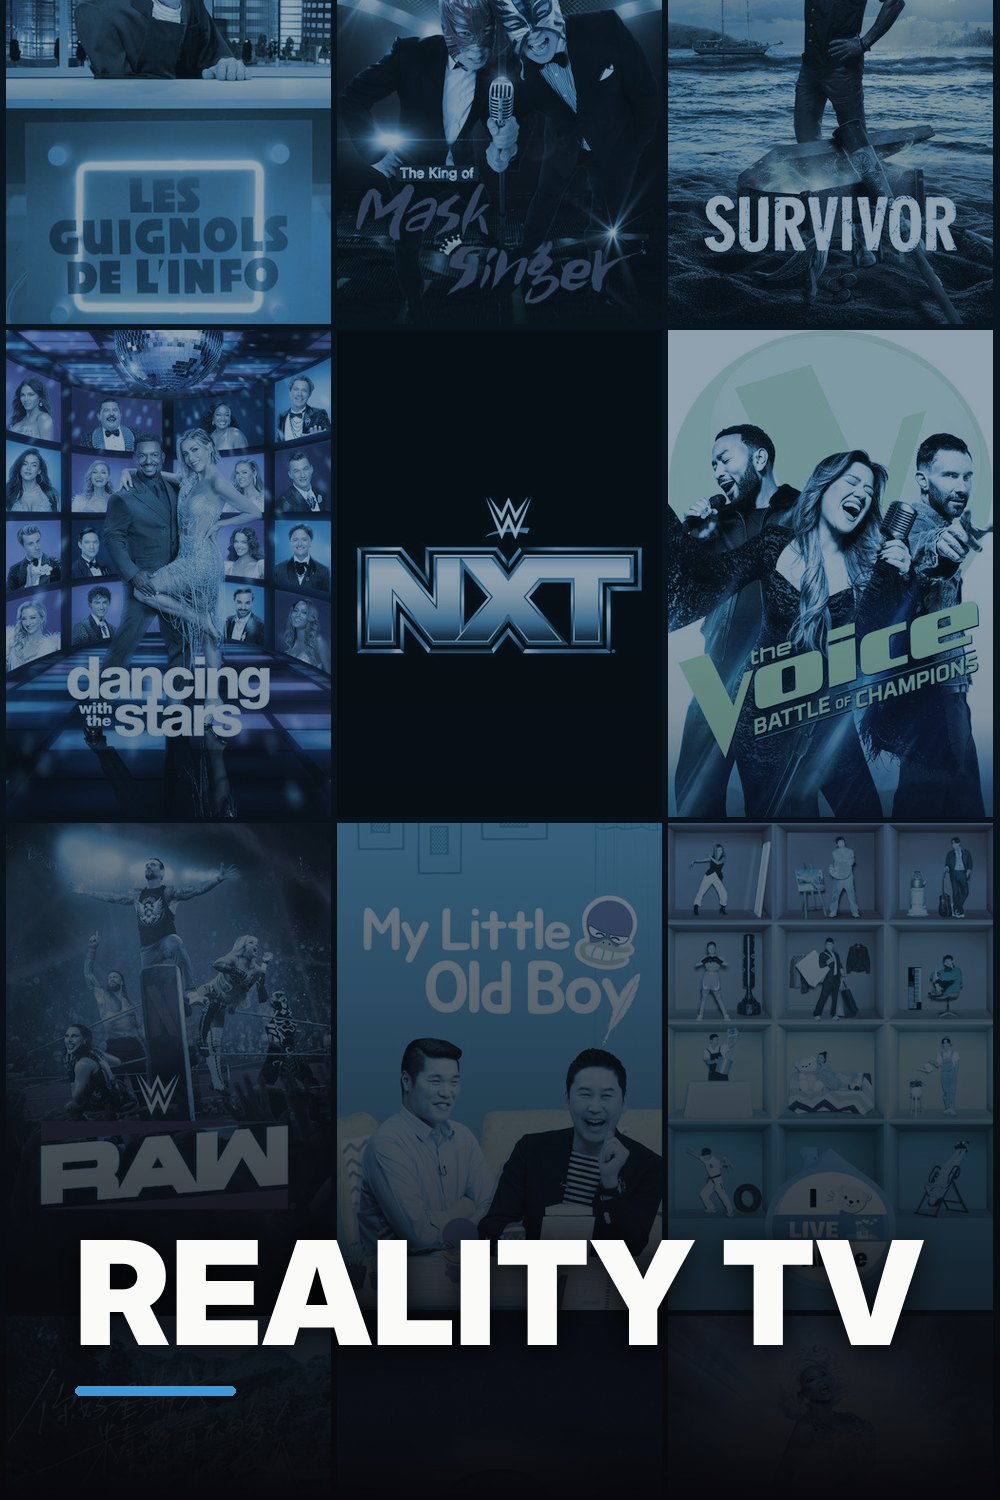 LES
GUIGNOLS
DE L'INFO
The King of
Mask
Singer
SURVIVOR
dancing
with the
stars
W
NXT
the
Voice
BATTLE OF CHAMPIONS
W
RAW
My Little
Old Boy
I
LIVE
REALITY TV